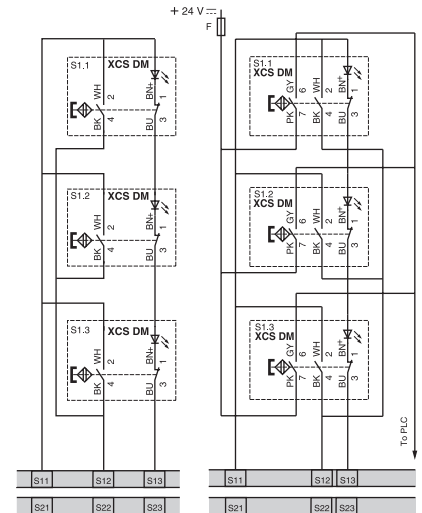 + 24 V
F
S1.1 XCS DM
WH 2
BN+ 1
BK 4
BU 3
S1.2 XCS DM
WH 2
BN+ 1
BK 4
BU 3
S1.3 XCS DM
WH 2
BN+ 1
BK 4
BU 3
S11 S12 S13
S21 S22 S23
S1.1
XCS DM
GY 6
WH 2
BN+ 1
PK 7
BK 4
BU 3
S1.2
XCS DM
GY 6
WH 2
BN+ 1
PK 7
BK 4
BU 3
S1.3
XCS DM
GY 6
WH 2
BN+ 1
PK 7
BK 4
BU 3
To PLC
S11 S12 S13
S21 S22 S23